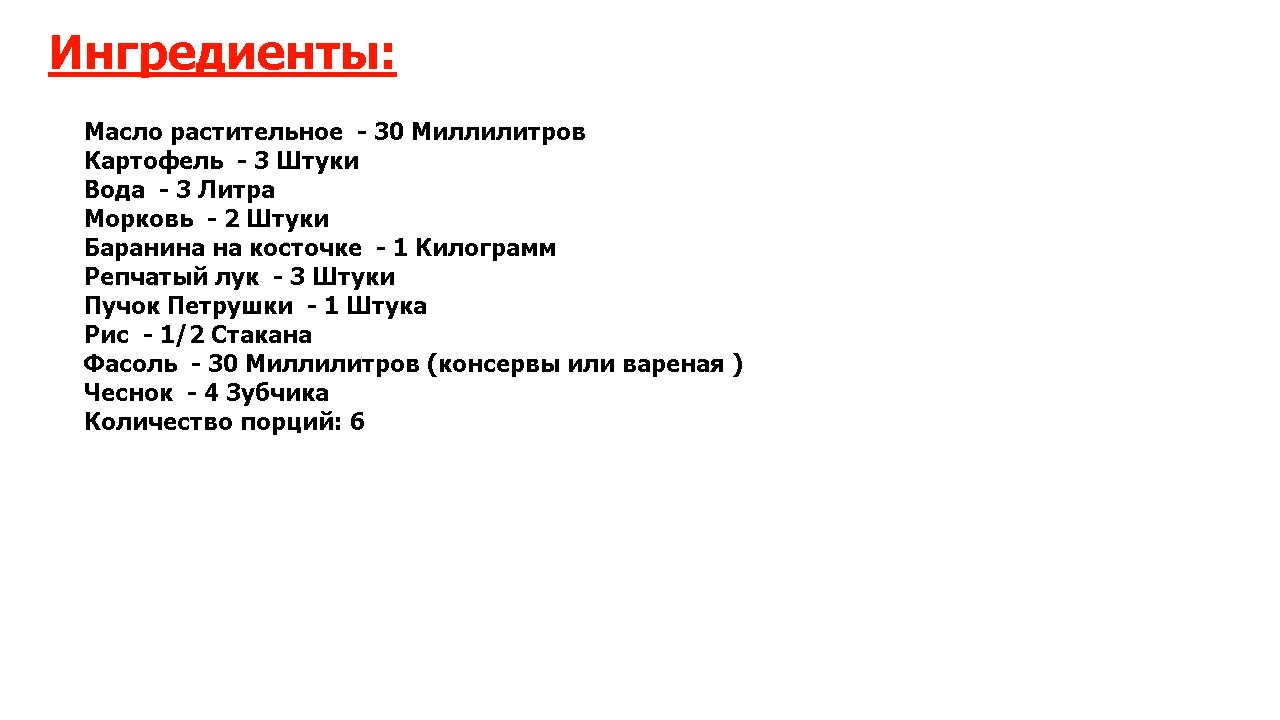 Ингредиенты:
Масло растительное - 30 Миллилитров
Картофель - 3 Штуки
Вода - 3 Литра
Морковь - 2 Штуки
Баранина на косточке - 1 Килограмм
Репчатый лук - 3 Штуки
Пучок Петрушки - 1 Штука
Рис - 1/2 Стакана
Фасоль - 30 Миллилитров (консервы или вареная )
Чеснок - 4 Зубчика
Количество порций: 6